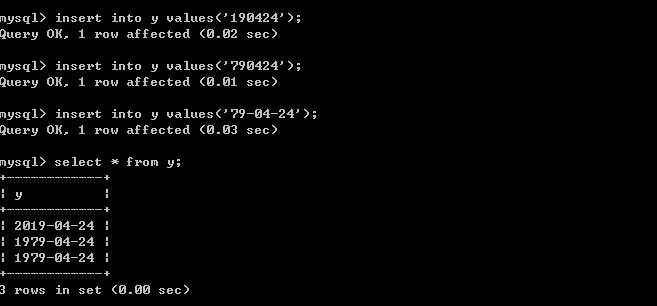 mysql> insert into y values('190424');
Query OK, 1 row affected (0.02 sec)
mysql> insert into y values('790424');
Query OK, 1 row affected (0.01 sec)
mysql> insert into y values('79-04-24');
Query OK, 1 row affected (0.03 sec)
mysql> select * from y;
+------------+
¦ y          ¦
+------------+
¦ 2019-04-24 ¦
¦ 1979-04-24 ¦
¦ 1979-04-24 ¦
+------------+
3 rows in set (0.00 sec)